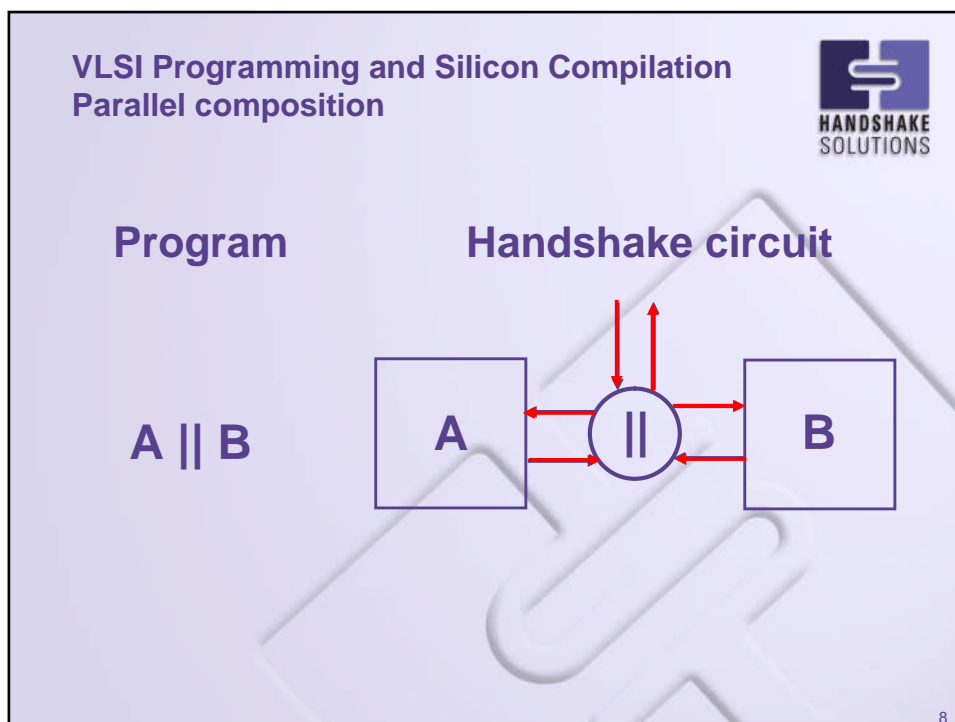 VLSI Programming and Silicon Compilation
Parallel composition
HANDSHAKE
SOLUTIONS
Program
Handshake circuit
A || B
A
||
B
8